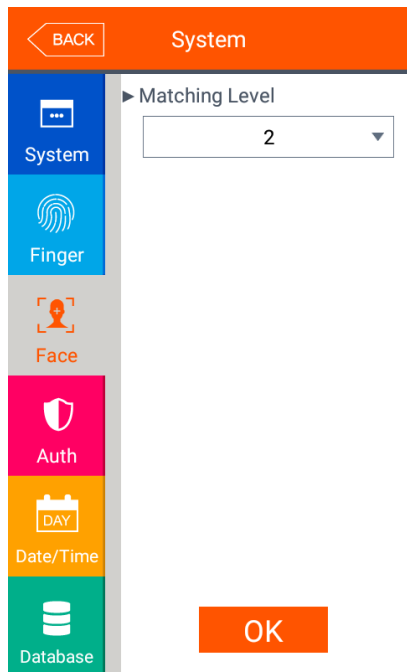 BACK
System
System
▶ Matching Level
2
Finger
Face
Auth
DAY
Date/Time
Database
OK